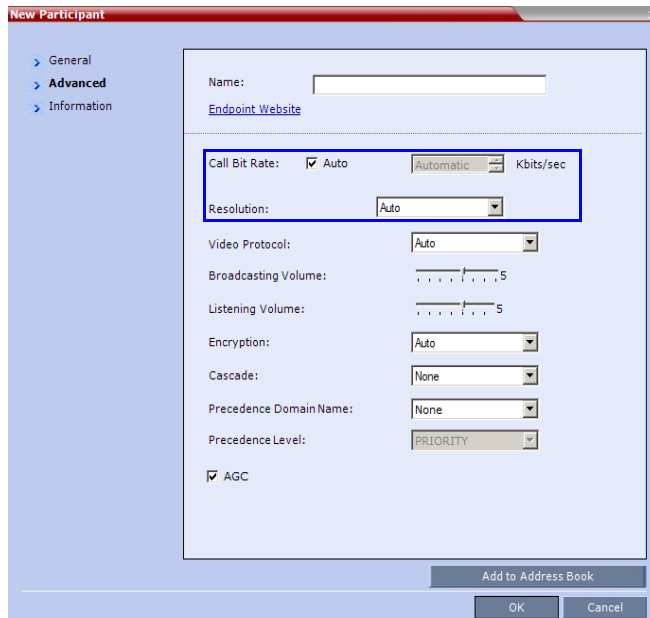 New Participant
General
Advanced
Information
Name:
Endpoint Website
Call Bit Rate: Auto Automatic Kbits/sec
Resolution: Auto
Video Protocol: Auto
Broadcasting Volume: 5
Listening Volume: 5
Encryption: Auto
Cascade: None
Precedence Domain Name: None
Precedence Level: PRIORITY
AGC
Add to Address Book
OK Cancel